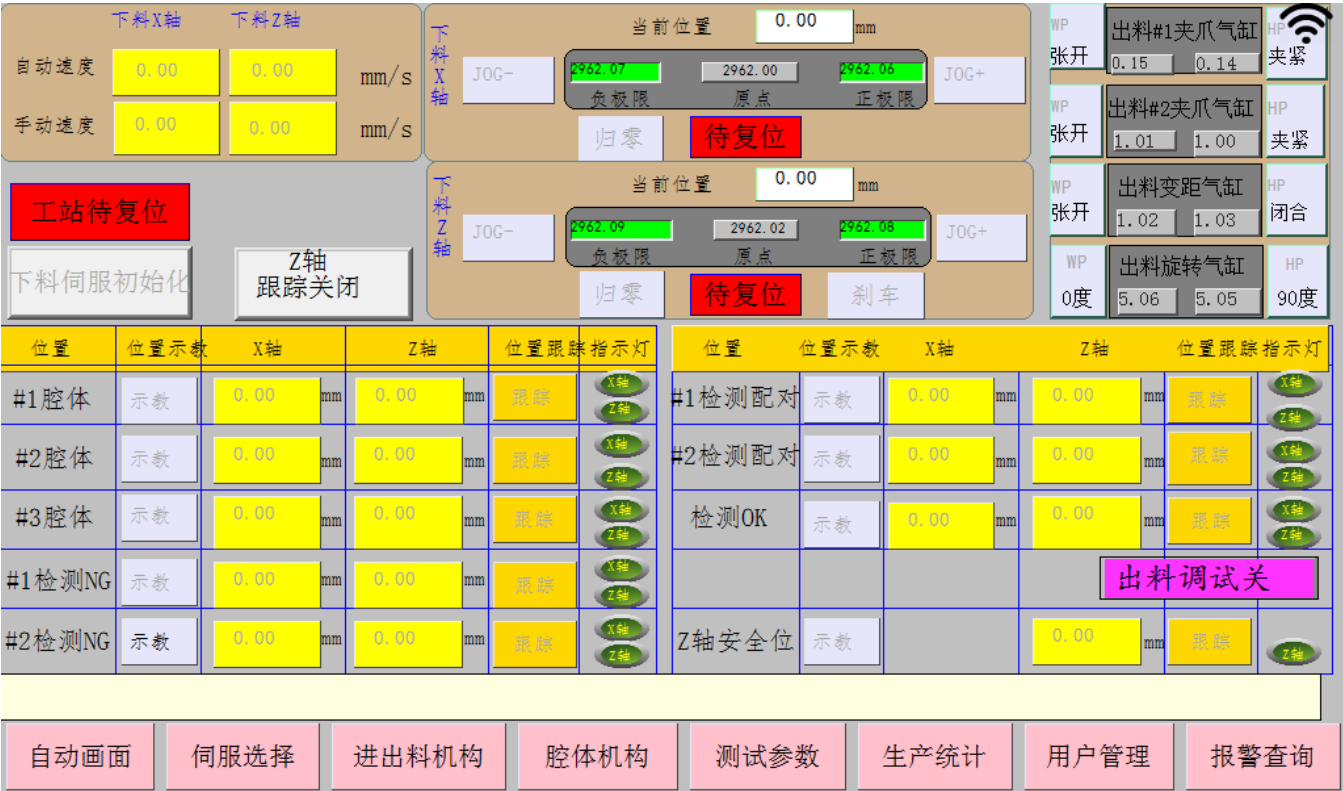 下料X轴 下料Z轴
自动速度 0.00 0.00 mm/s
手动速度 0.00 0.00 mm/s
工站待复位
下料伺服初始化
Z轴
跟踪关闭
下料X轴
当前位置 0.00 mm
JOG- 2962.07 2962.00 2962.06 JOG+
负极限 原点 正极限
归零 待复位
下料Z轴
当前位置 0.00 mm
JOG- 2962.09 2962.02 2962.08 JOG+
负极限 原点 正极限
归零 待复位 刹车
WP 出料#1夹爪气缸 HP
张开 0.15 0.14 夹紧
WP 出料#2夹爪气缸 HP
张开 1.01 1.00 夹紧
WP 出料变距气缸 HP
张开 1.02 1.03 闭合
WP 出料旋转气缸 HP
0度 5.06 5.05 90度
位置 位置示教 X轴 Z轴 位置跟踪指示灯
#1腔体 示教 0.00 mm 0.00 mm 跟踪 X轴 Z轴
#2腔体 示教 0.00 mm 0.00 mm 跟踪 X轴 Z轴
#3腔体 示教 0.00 mm 0.00 mm 跟踪 X轴 Z轴
#1检测NG 示教 0.00 mm 0.00 mm 跟踪 X轴 Z轴
#2检测NG 示教 0.00 mm 0.00 mm 跟踪 X轴 Z轴
位置 位置示教 X轴 Z轴 位置跟踪指示灯
#1检测配对 示教 0.00 mm 0.00 mm 跟踪 X轴 Z轴
#2检测配对 示教 0.00 mm 0.00 mm 跟踪 X轴 Z轴
检测OK 示教 0.00 mm 0.00 mm 跟踪 X轴 Z轴
出料调试关
Z轴安全位 示教 0.00 mm 跟踪 Z轴
自动画面 伺服选择 进出料机构 腔体机构 测试参数 生产统计 用户管理 报警查询